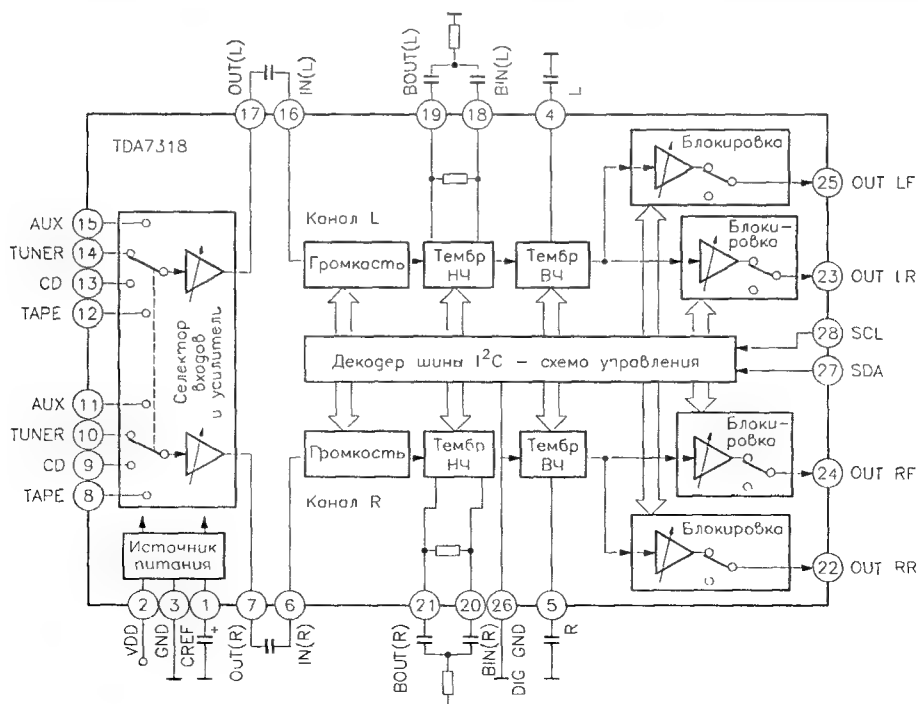 OUT(L)
IN(L)
BOUT(L)
BIN(L)
L
17
16
19
18
4
TDA7318
Блокировка
25
OUT LF
AUX
15
TUNER
14
CD
13
TAPE
12
Канал L
Громкость
Тембр
НЧ
Тембр
ВЧ
Блоки-
ровка
23
OUT LR
28
SCL
27
SDA
Селектор
входов
и усилитель
Декодер шины I²C – схема управления
AUX
11
TUNER
10
CD
9
TAPE
8
Громкость
Тембр
НЧ
Тембр
ВЧ
Канал R
Блоки-
ровка
24
OUT RF
Блокировка
22
OUT RR
Источник
питания
2
3
1
7
6
21
20
26
5
VDD
GND
CREF
+
OUT(R)
IN(R)
BOUT(R)
BIN(R)
DIG GND
R